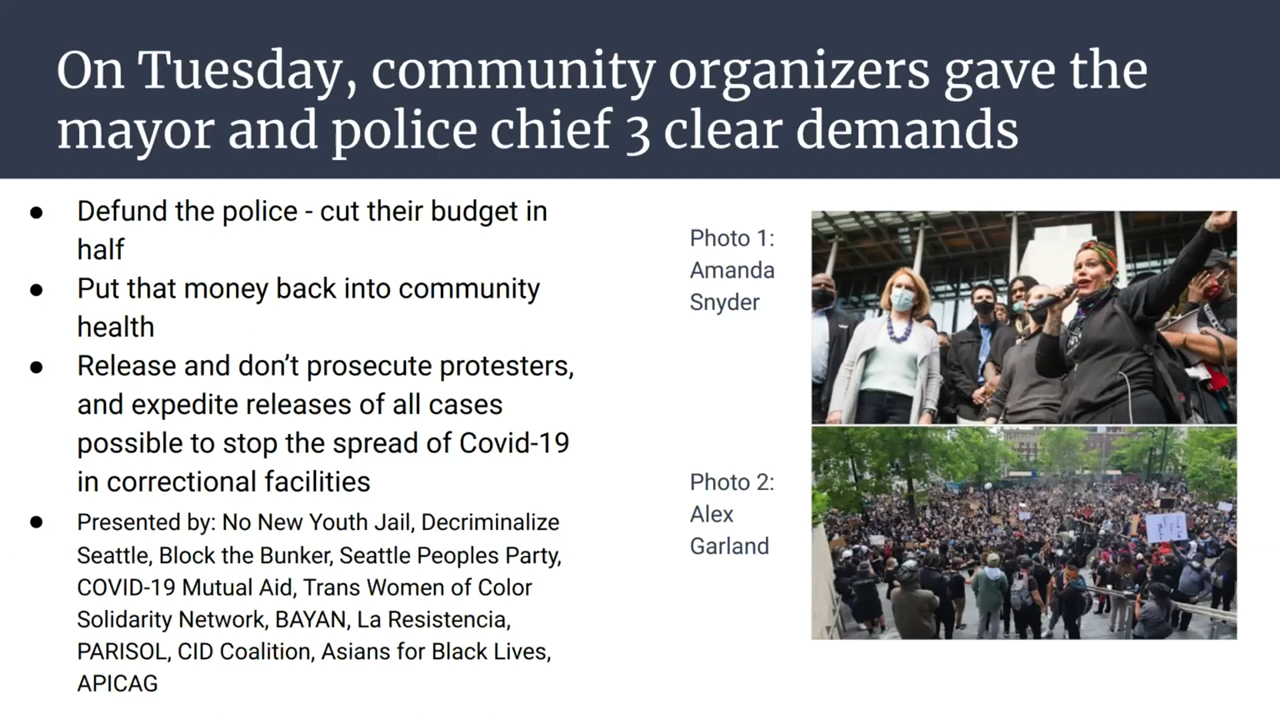 On Tuesday, community organizers gave the
mayor and police chief 3 clear demands
● Defund the police - cut their budget in
half
● Put that money back into community
health
● Release and don’t prosecute protesters,
and expedite releases of all cases
possible to stop the spread of Covid-19
in correctional facilities
● Presented by: No New Youth Jail, Decriminalize
Seattle, Block the Bunker, Seattle Peoples Party,
COVID-19 Mutual Aid, Trans Women of Color
Solidarity Network, BAYAN, La Resistencia,
PARISOL, CID Coalition, Asians for Black Lives,
APICAG
Photo 1:
Amanda
Snyder
Photo 2:
Alex
Garland